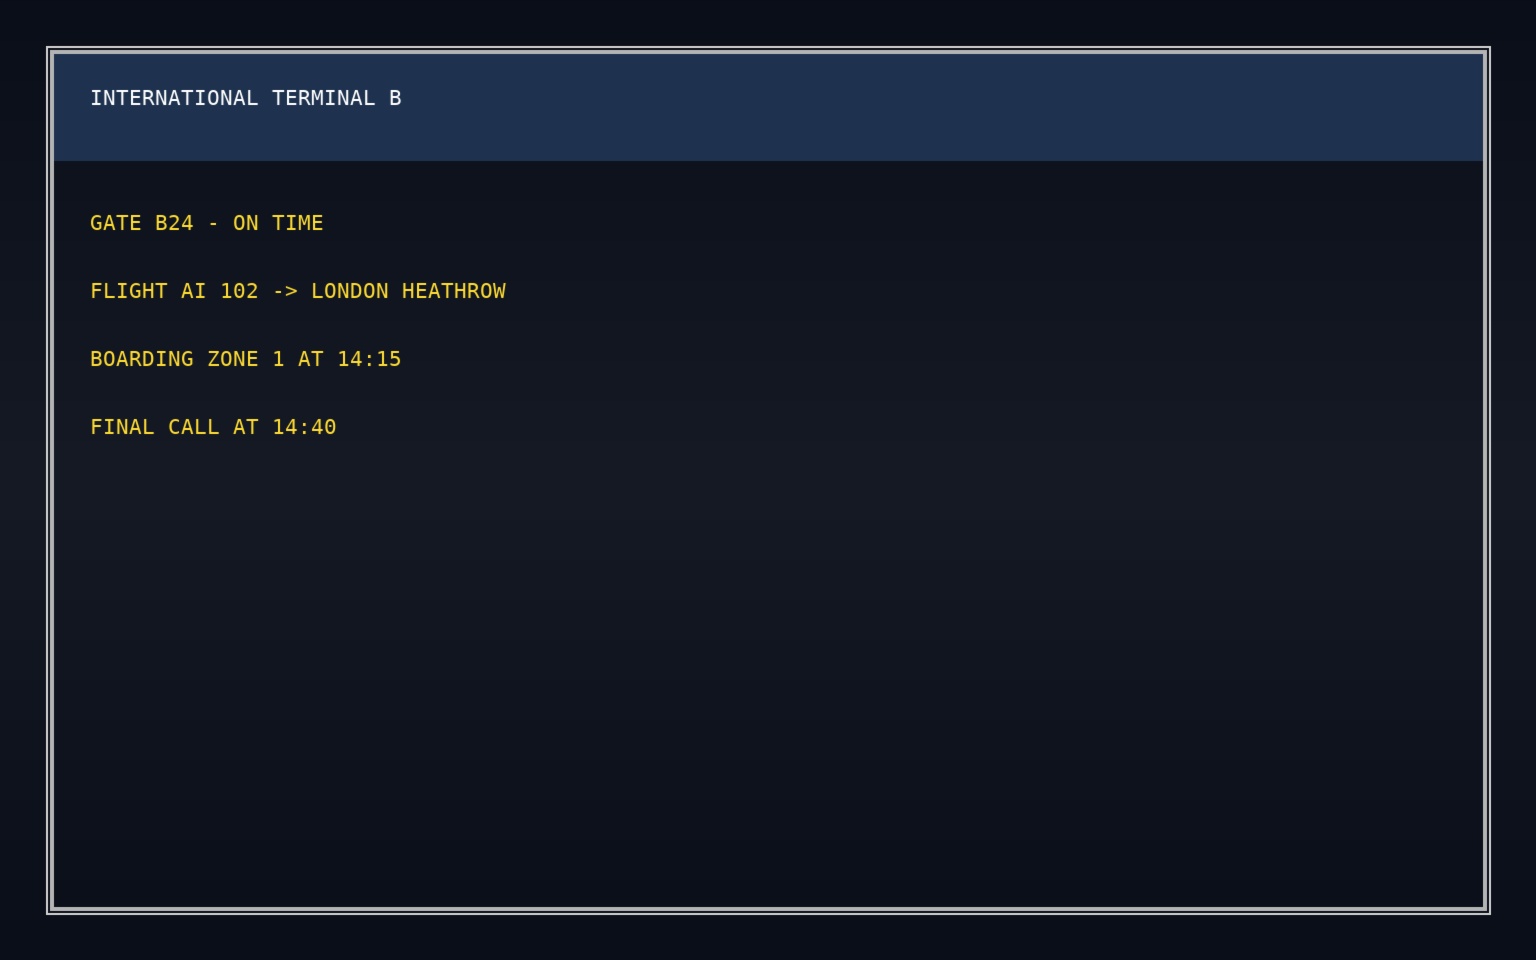 INTERNATIONAL TERMINAL B
GATE B24 - ON TIME
FLIGHT AI 102 -> LONDON HEATHROW
BOARDING ZONE 1 AT 14:15
FINAL CALL AT 14:40